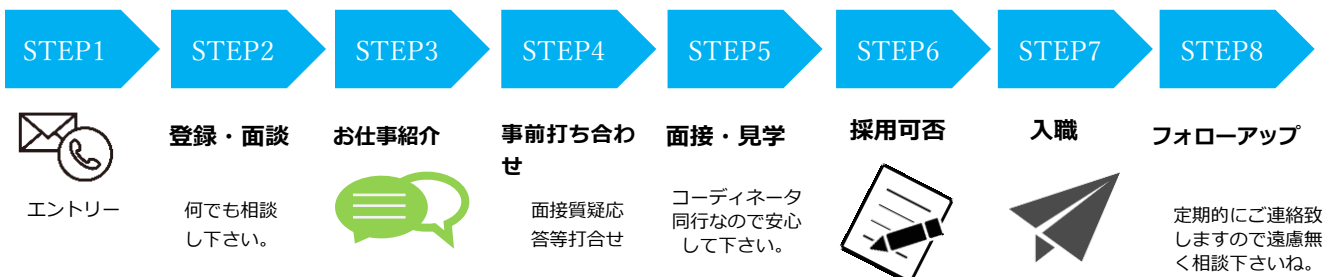 STEP1
STEP2
STEP3
STEP4
STEP5
STEP6
STEP7
STEP8
エントリー
登録・面談
何でも相談
し下さい。
お仕事紹介
事前打ち合わ
せ
面接質疑応
答等打合せ
面接・見学
コーディネータ
同行なので安心
して下さい。
採用可否
入職
フォローアップ
定期的にご連絡致
しますので遠慮無
く相談下さいね。